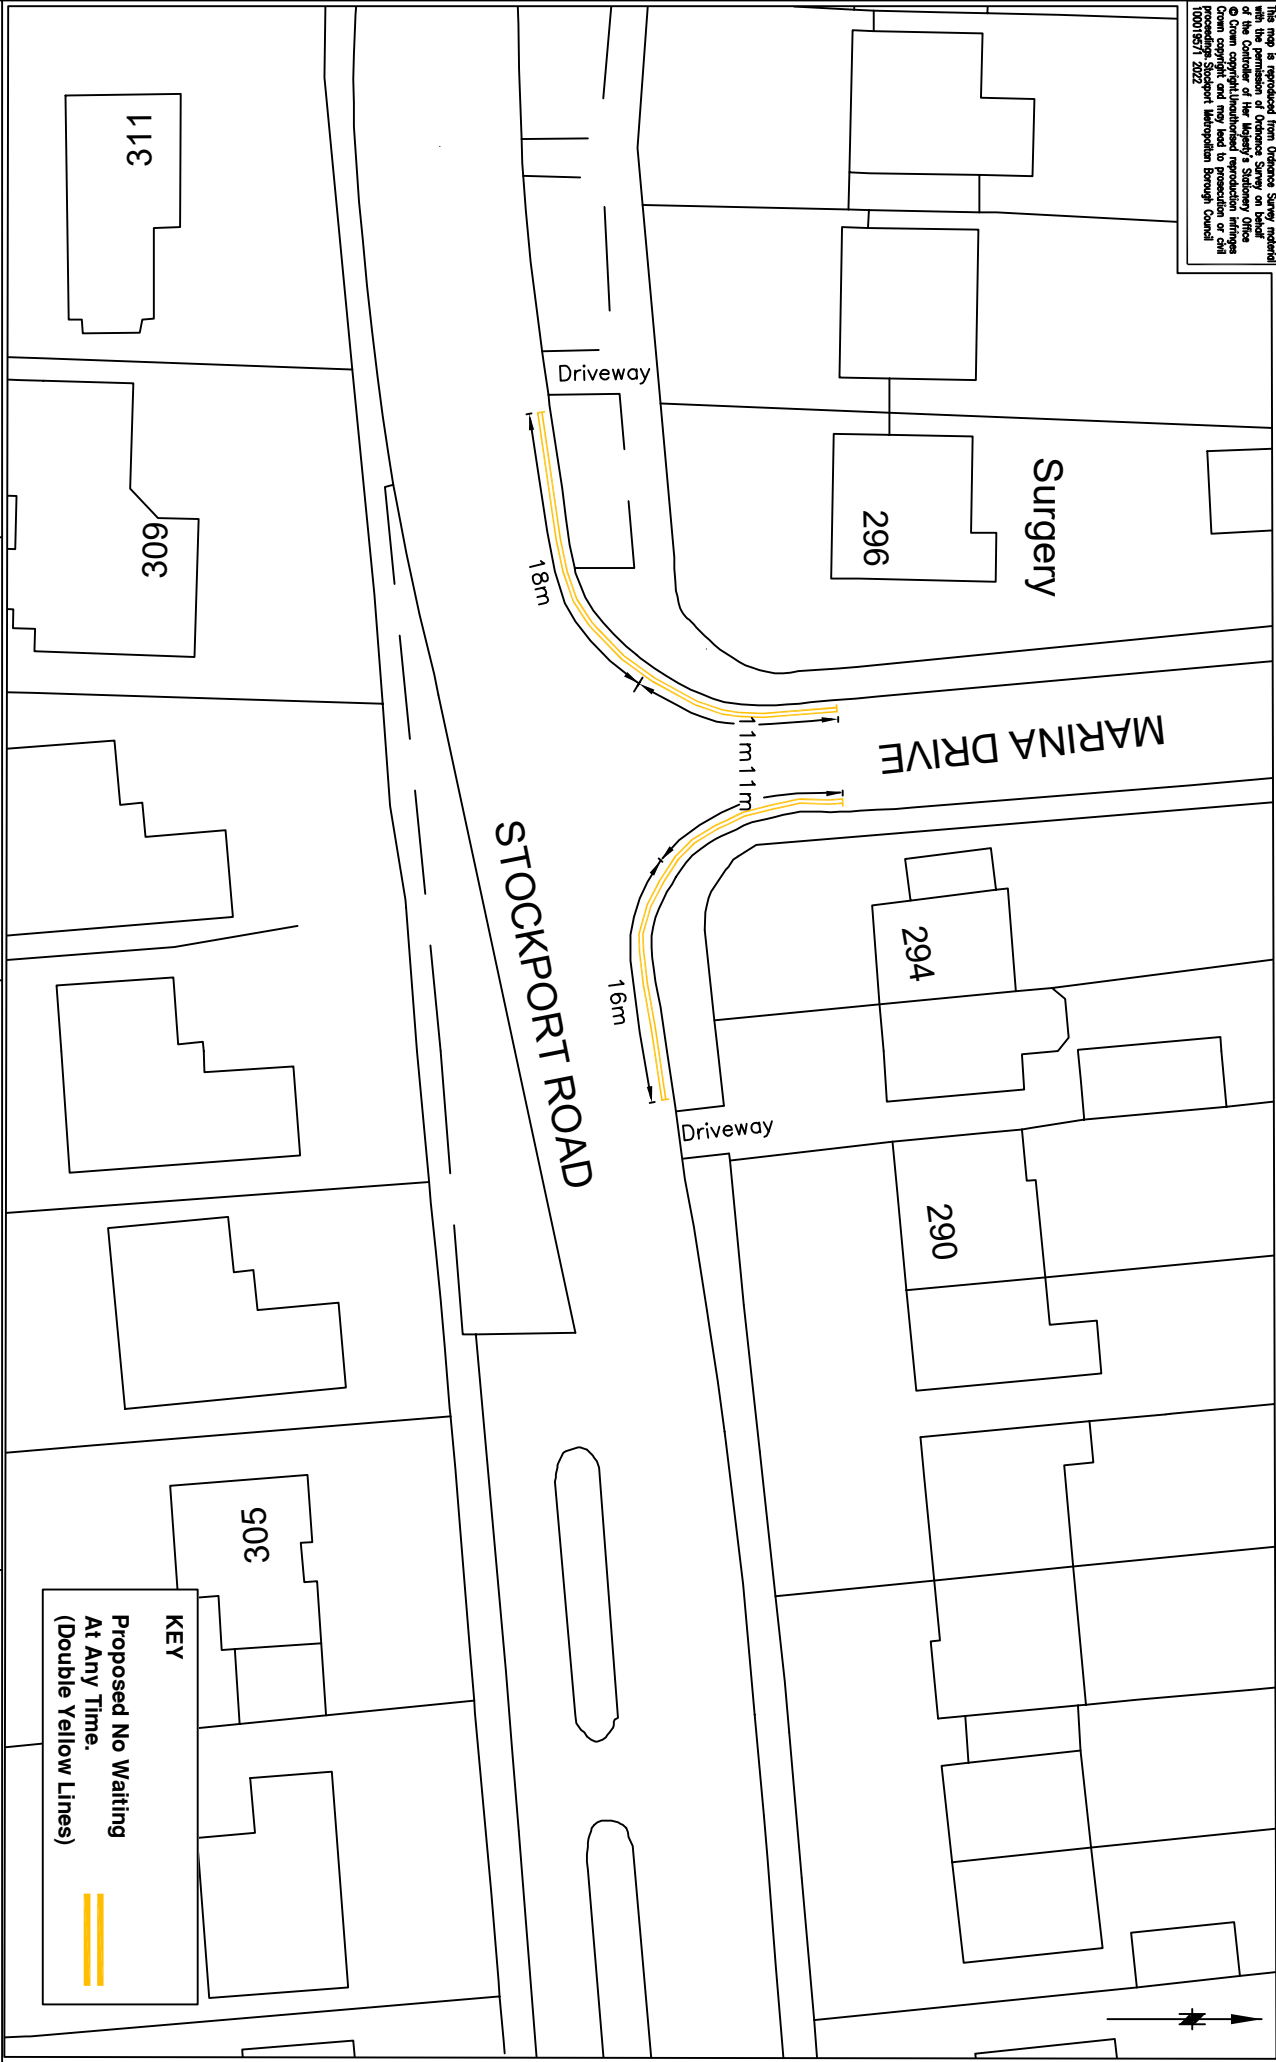 This map is reproduced from Ordnance Survey material
with the permission of Ordnance Survey on behalf
of the Controller of Her Majesty's Stationery Office
© Crown copyright.Unauthorised reproduction infringes
Crown copyright and may lead to prosecution or civil
proceedings. Stockport Metropolitan Borough Council
100019571 2022
Surgery
296
MARINA DRIVE
294
290
Driveway
Driveway
18m
11m
11m
16m
STOCKPORT ROAD
311
309
305
KEY
Proposed No Waiting
At Any Time.
(Double Yellow Lines)